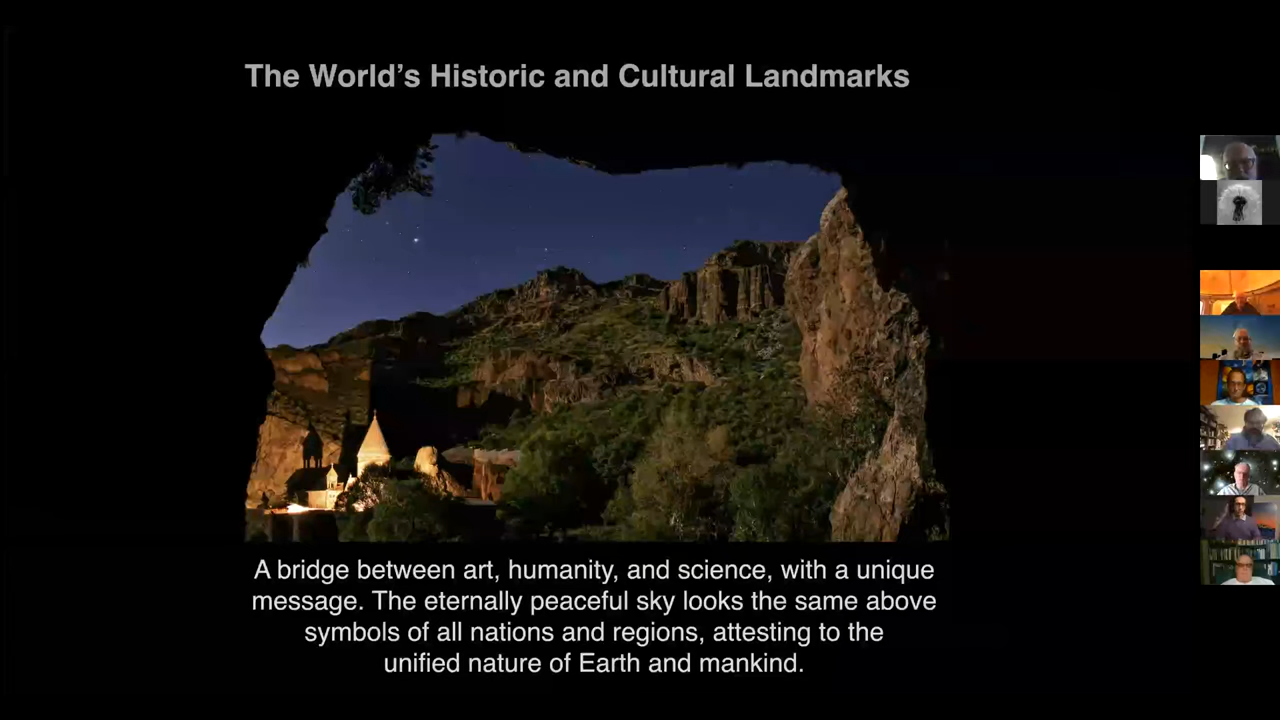 The World’s Historic and Cultural Landmarks
A bridge between art, humanity, and science, with a unique
message. The eternally peaceful sky looks the same above
symbols of all nations and regions, attesting to the
unified nature of Earth and mankind.